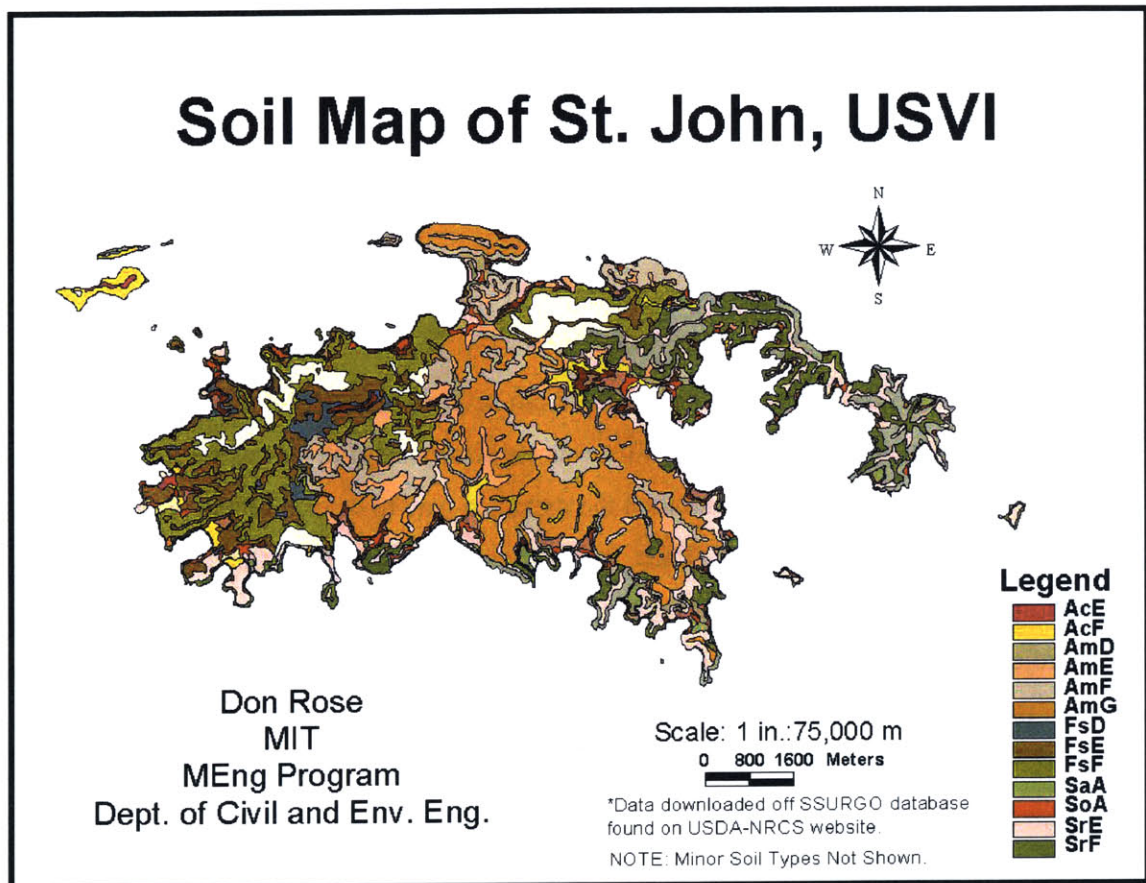 Soil Map of St. John, USVI
N
W
E
S
Legend
AcE
AcF
AmD
AmE
AmF
AmG
FsD
FsE
FsF
SaA
SoA
SrE
SrF
Don Rose
MIT
MEng Program
Dept. of Civil and Env. Eng.
Scale: 1 in.:75,000 m
0 800 1600 Meters
*Data downloaded off SSURGO database
found on USDA-NRCS website.
NOTE: Minor Soil Types Not Shown.